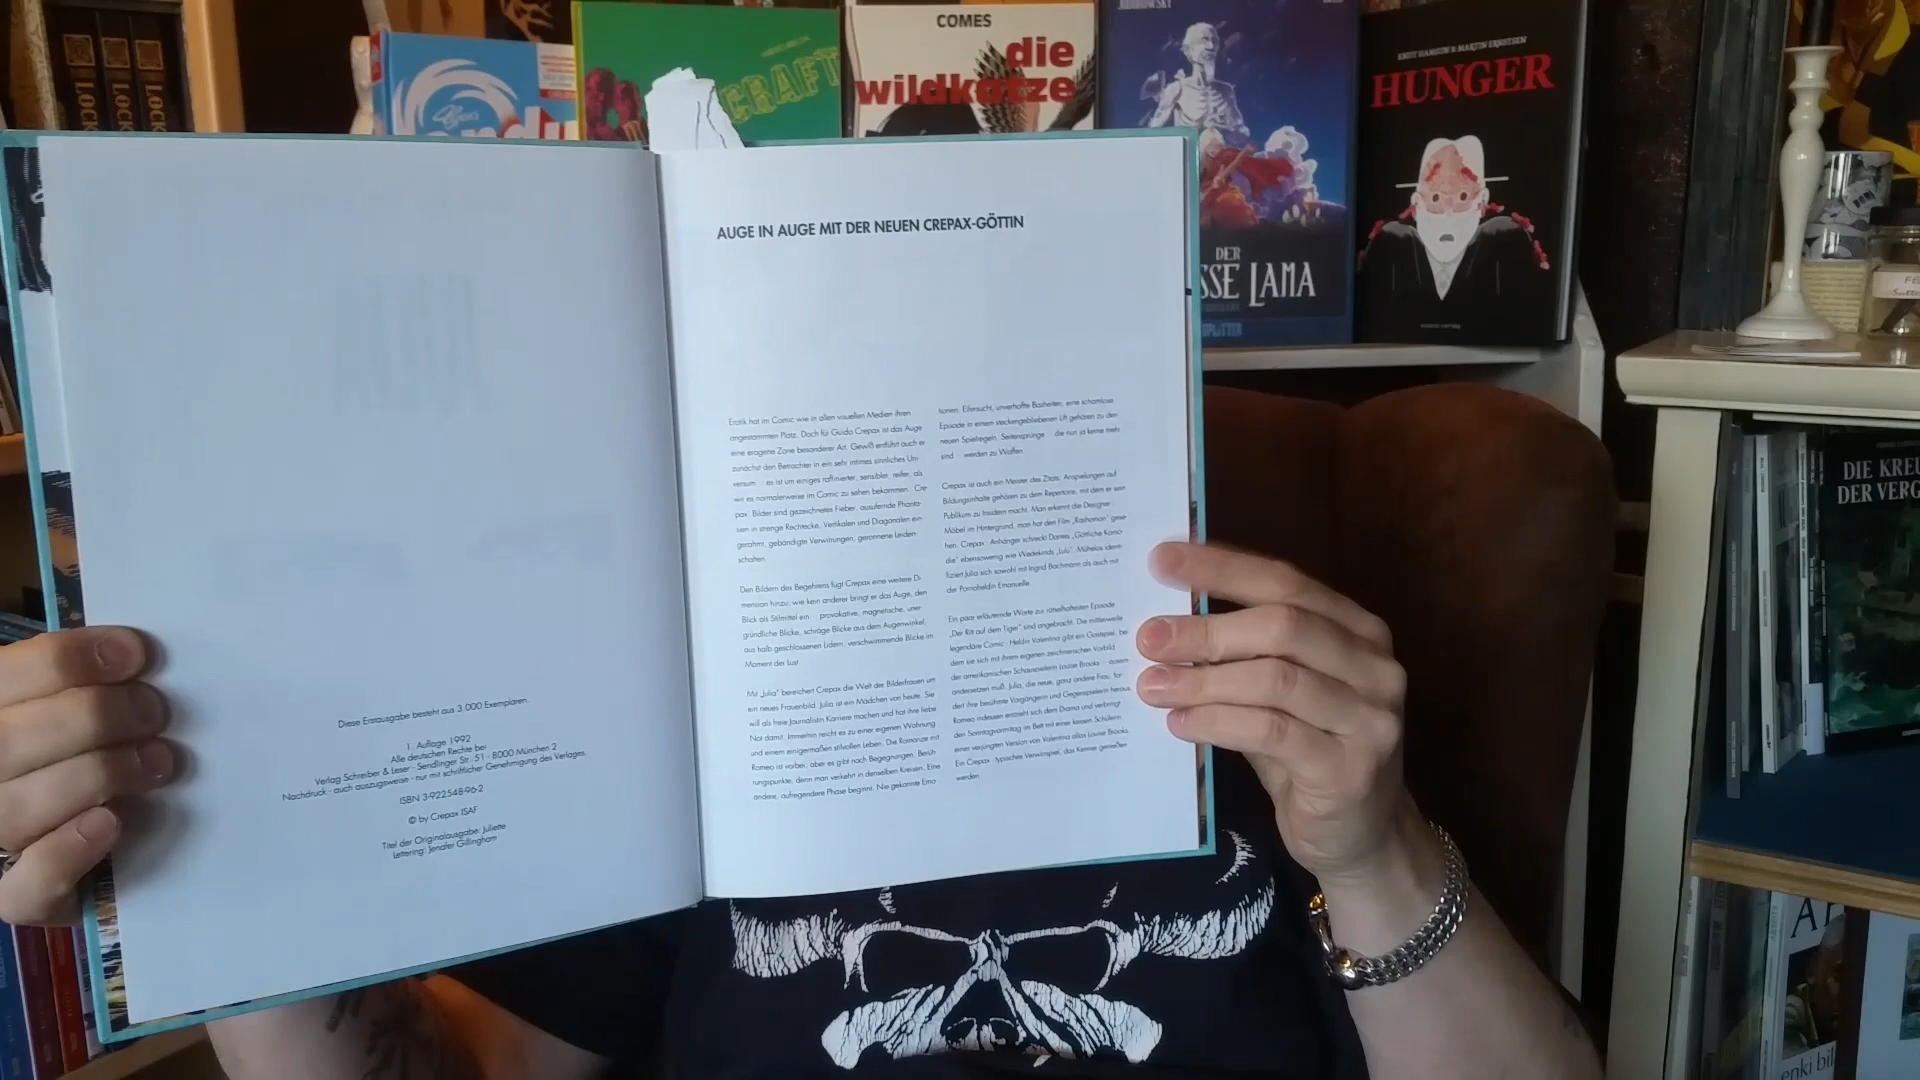 LOCK
LOCK
LOCK
CRAFT
COMES
die
wildkatze
DER
SSE LAMA
SPLITTER
KNUT HAMSUN & MARTIN ERNSTSEN
HUNGER
DIE KREU
DER VERG
enki bil
Diese Erstausgabe besteht aus 3.000 Exemplaren.
1. Auflage 1992
Alle deutschen Rechte bei
Verlag Schreiber & Leser - Sendlinger Str. 51 - 8000 München 2
Nachdruck - auch auszugsweise - nur mit schriftlicher Genehmigung des Verlages.
ISBN 3-922548-96-2
© by Crepax ISAF
Titel der Originalausgabe: Juliette
Lettering: Jenafer Gillingham
AUGE IN AUGE MIT DER NEUEN CREPAX-GÖTTIN
Erotik hat im Comic wie in allen visuellen Medien ihren
angestammten Platz. Doch für Guido Crepax ist das Auge
eine erogene Zone besonderer Art. Gewiß entführt auch er
zunächst den Betrachter in ein sehr intimes sinnliches Uni-
versum - es ist um einiges raffinierter, sensibler, reifer, als
wir es normalerweise im Comic zu sehen bekommen. Cre-
pax' Bilder sind gezeichnetes Fieber, ausufernde Phanta-
sien in strenge Rechtecke, Vertikalen und Diagonalen ein-
gerahmt, gebändigte Verwirrungen, geronnene Leiden-
schaften.
Den Bildern des Begehrens fügt Crepax eine weitere Di-
mension hinzu: wie kein anderer bringt er das Auge, den
Blick als Stilmittel ein - provokative, magnetische, uner-
gründliche Blicke, schräge Blicke aus dem Augenwinkel,
aus halb geschlossenen Lidern, verschwimmende Blicke im
Moment der Lust.
Mit „Julia" bereichert Crepax die Welt der Bilderfrauen um
ein neues Frauenbild. Julia ist ein Mädchen von heute. Sie
will als freie Journalistin Karriere machen und hat ihre liebe
Not damit. Immerhin reicht es zu einer eigenen Wohnung
und einem einigermaßen stilvollen Leben. Die Romanze mit
Romeo ist vorbei, aber es gibt noch Begegnungen, Berüh-
rungspunkte, denn man verkehrt in denselben Kreisen. Eine
andere, aufregendere Phase beginnt. Nie gekannte Emo-
tionen. Eifersucht, unverhoffte Bosheiten, eine schamlose
Episode in einem steckengebliebenen Lift gehören zu den
neuen Spielregeln. Seitensprünge - die nun ja keine mehr
sind - werden zu Waffen.
Crepax ist auch ein Meister des Zitats. Anspielungen auf
Bildungsinhalte gehören zu dem Repertoire, mit dem er sein
Publikum zu Insidern macht. Man erkennt die Designer-
Möbel im Hintergrund, man hat den Film „Rashomon" gese-
hen. Crepax - Anhänger schreckt Dantes „Göttliche Komö-
die" ebensowenig wie Wedekinds „Lulu". Mühelos identi-
fiziert Julia sich sowohl mit Ingrid Bachmann als auch mit
der Pornoheldin Emanuelle.
Ein paar erläuternde Worte zur rätselhaftesten Episode
„Der Ritt auf dem Tiger" sind angebracht. Die mittlerweile
legendäre Comic - Heldin Valentina gibt ein Gastspiel, bei
dem sie sich mit ihrem eigenen zeichnerischen Vorbild -
der amerikanischen Schauspielerin Louise Brooks - ausein-
andersetzen muß. Julia, die neue, ganz andere Frau, for-
dert ihre berühmte Vorgängerin und Gegenspielerin heraus.
Romeo indessen entzieht sich dem Drama und verbringt
den Sonntagvormittag im Bett mit einer kessen Schülerin,
einer verjüngten Version von Valentina alias Louise Brooks.
Ein Crepax - typisches Verwirrspiel, das Kenner genießen
werden.